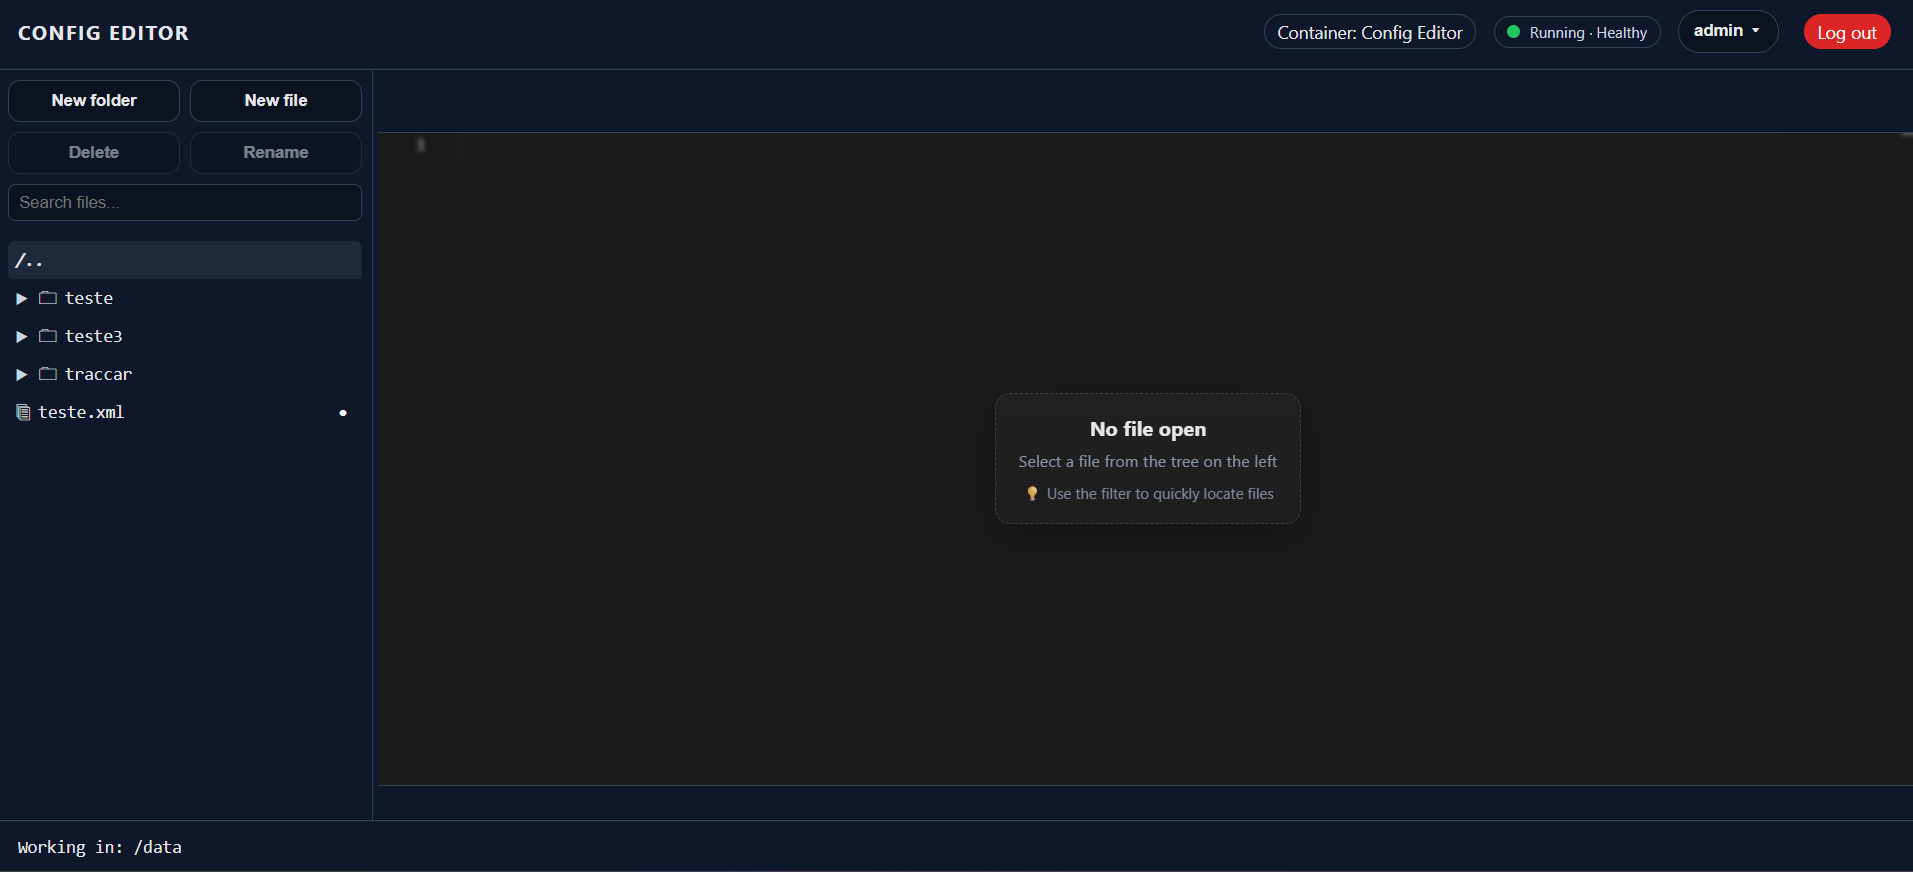 CONFIG EDITOR
Container: Config Editor
Running · Healthy
admin
Log out
New folder
New file
Delete
Rename
Search files...
/..
teste
teste3
traccar
teste.xml
1
No file open
Select a file from the tree on the left
Use the filter to quickly locate files
Working in: /data